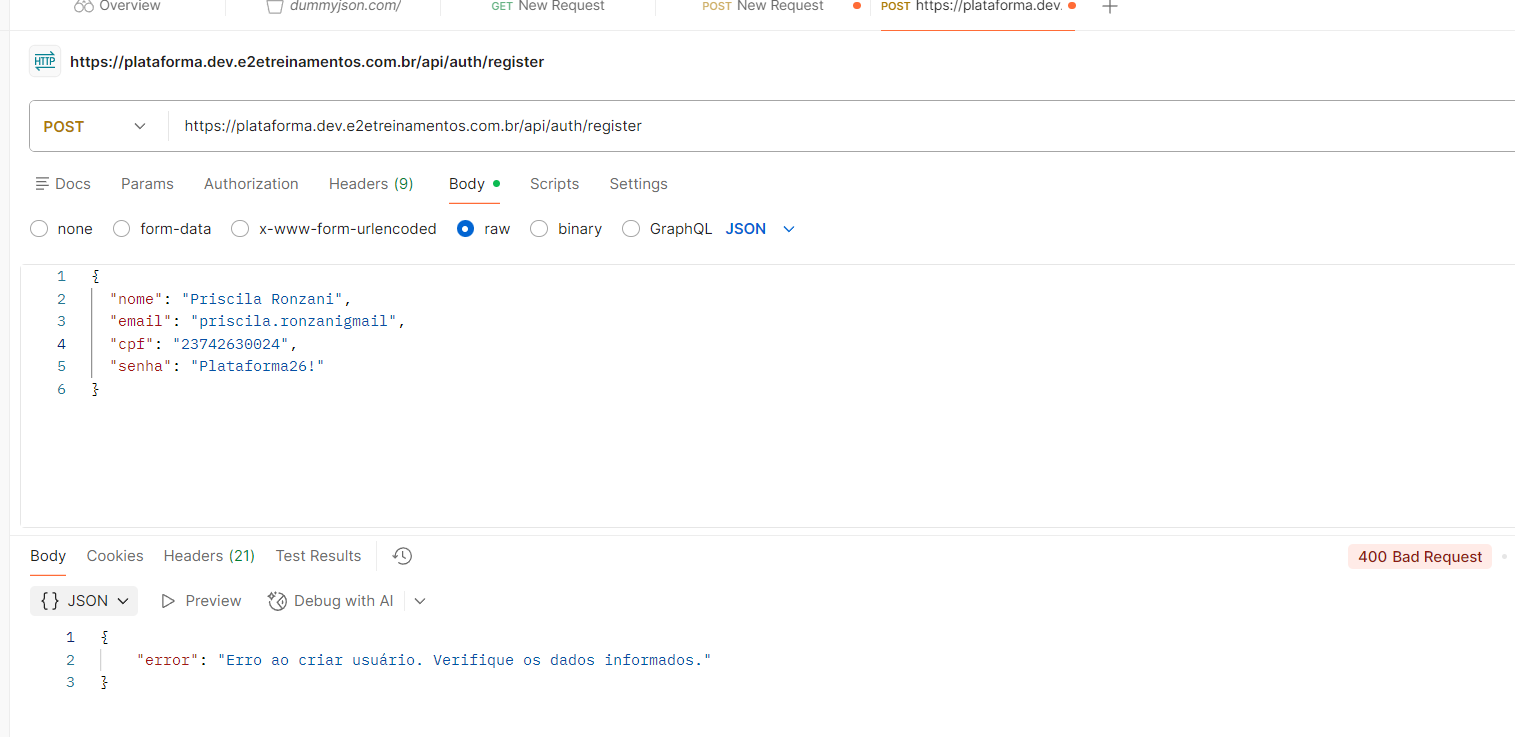 Overview dummyjson.com/ GET New Request POST New Request POST https://plataforma.dev. +
HTTP https://plataforma.dev.e2etreinamentos.com.br/api/auth/register
POST https://plataforma.dev.e2etreinamentos.com.br/api/auth/register
Docs Params Authorization Headers (9) Body Scripts Settings
none form-data x-www-form-urlencoded raw binary GraphQL JSON
1 {
2 "nome": "Priscila Ronzani",
3 "email": "priscila.ronzanigmail",
4 "cpf": "23742630024",
5 "senha": "Plataforma26!"
6 }
Body Cookies Headers (21) Test Results 400 Bad Request
{} JSON Preview Debug with AI
1 {
2 "error": "Erro ao criar usuário. Verifique os dados informados."
3 }